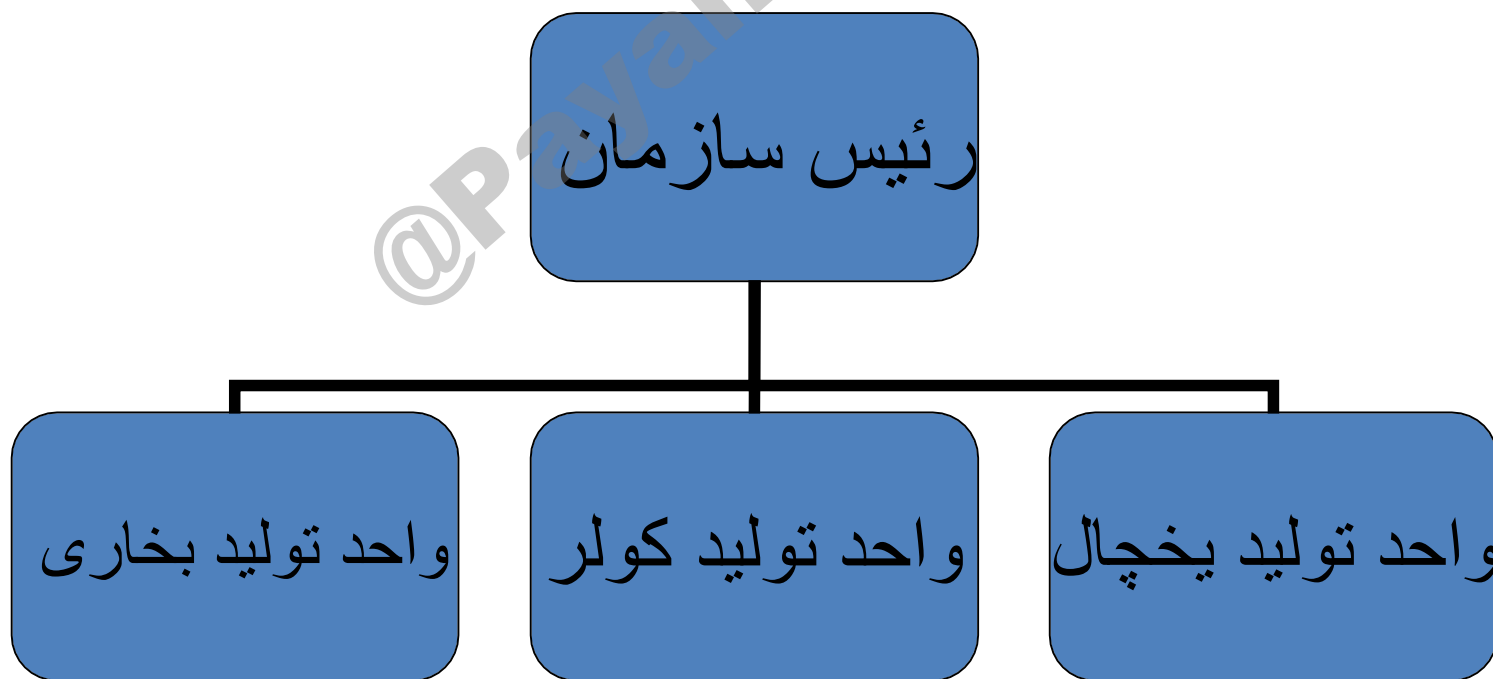 رئیس سازمان
واحد تولید یخچال
واحد تولید کولر
واحد تولید بخاری